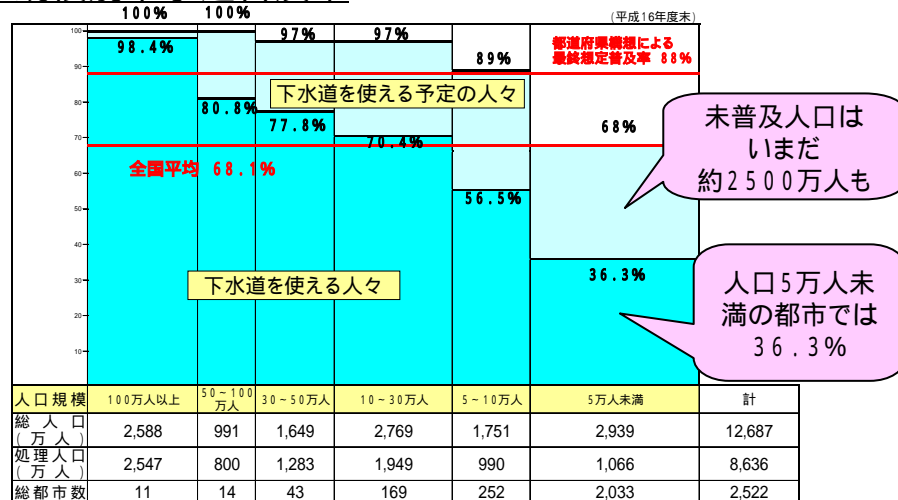 100% 100%
(平成16年度末)
97% 97%
89%
98.4%
80.8%
77.8%
70.4%
56.5%
68%
36.3%
都道府県構想による
最終想定普及率 88%
下水道を使える予定の人々
全国平均 68.1%
下水道を使える人々
未普及人口は
いまだ
約2500万人も
人口5万人未
満の都市では
36.3%
100
90
80
70
60
50
40
30
20
10
人口規模 100万人以上 50~100万人 30~50万人 10~30万人 5~10万人 5万人未満 計
総人口(万人) 2,588 991 1,649 2,769 1,751 2,939 12,687
処理人口(万人) 2,547 800 1,283 1,949 990 1,066 8,636
総都市数 11 14 43 169 252 2,033 2,522